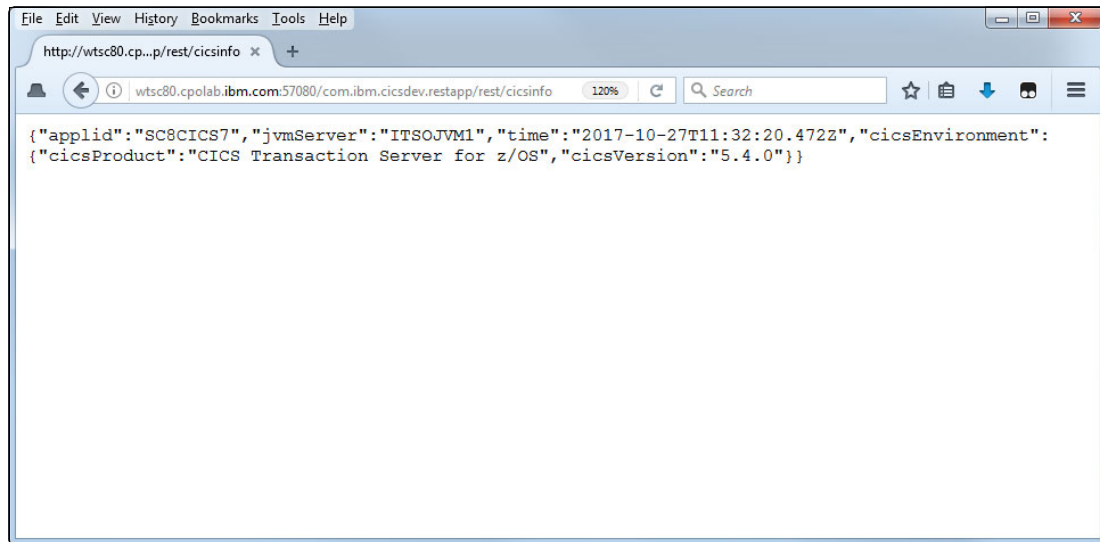 File Edit View History Bookmarks Tools Help
http://wtsc80.cp...p/rest/cicsinfo
wtsc80.cpolab.ibm.com:57080/com.ibm.cicsdev.restapp/rest/cicsinfo 120% Search
{"applid":"SC8CICS7","jvmServer":"ITSOJVM1","time":"2017-10-27T11:32:20.472Z","cicsEnvironment":
{"cicsProduct":"CICS Transaction Server for z/OS","cicsVersion":"5.4.0"}}